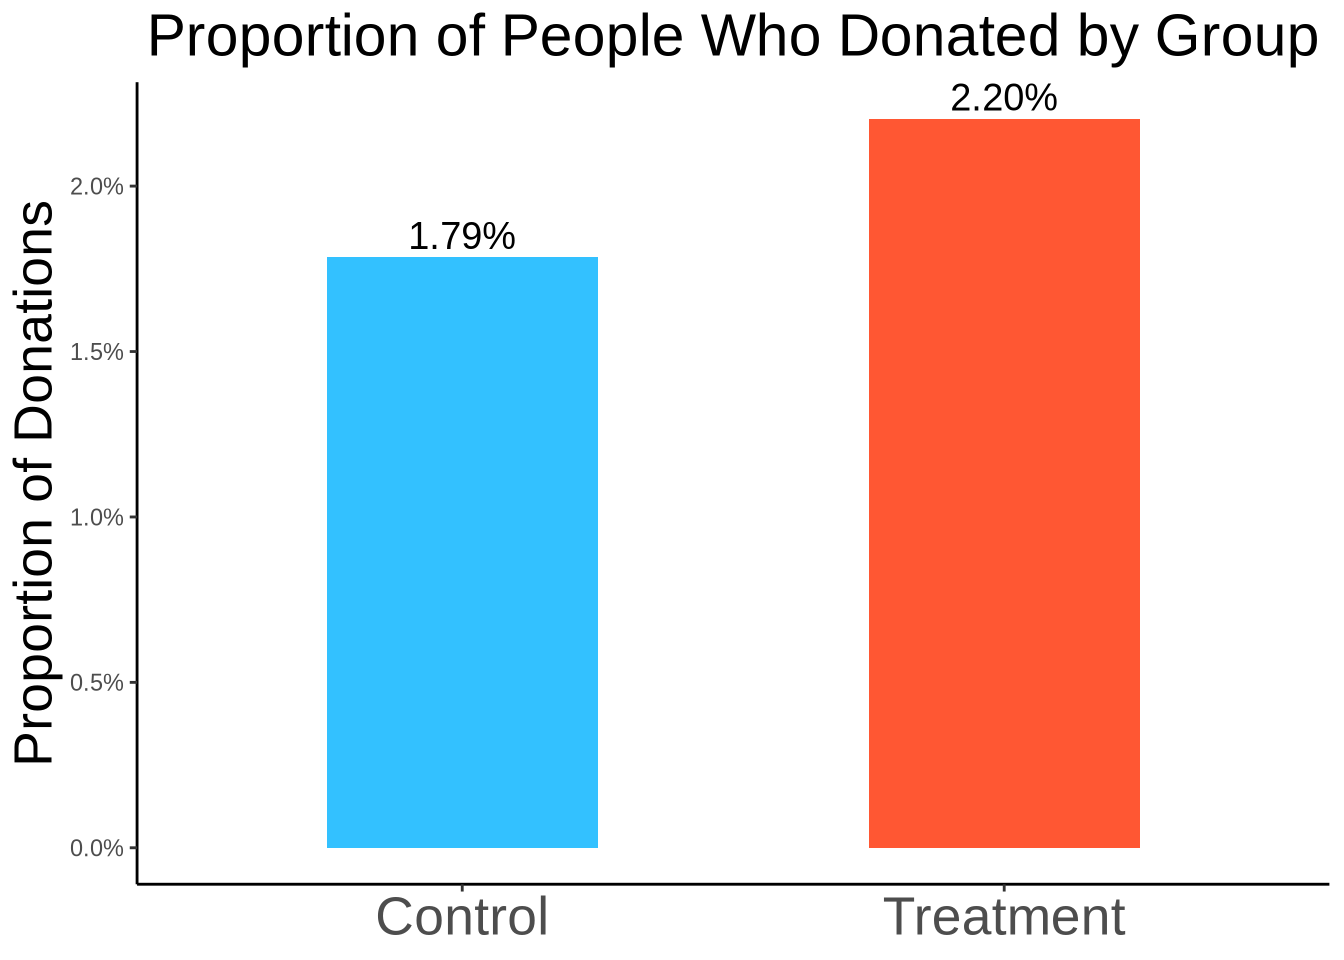 Proportion of People Who Donated by Group
Proportion of Donations
2.20%
1.79%
2.0%
1.5%
1.0%
0.5%
0.0%
Control
Treatment